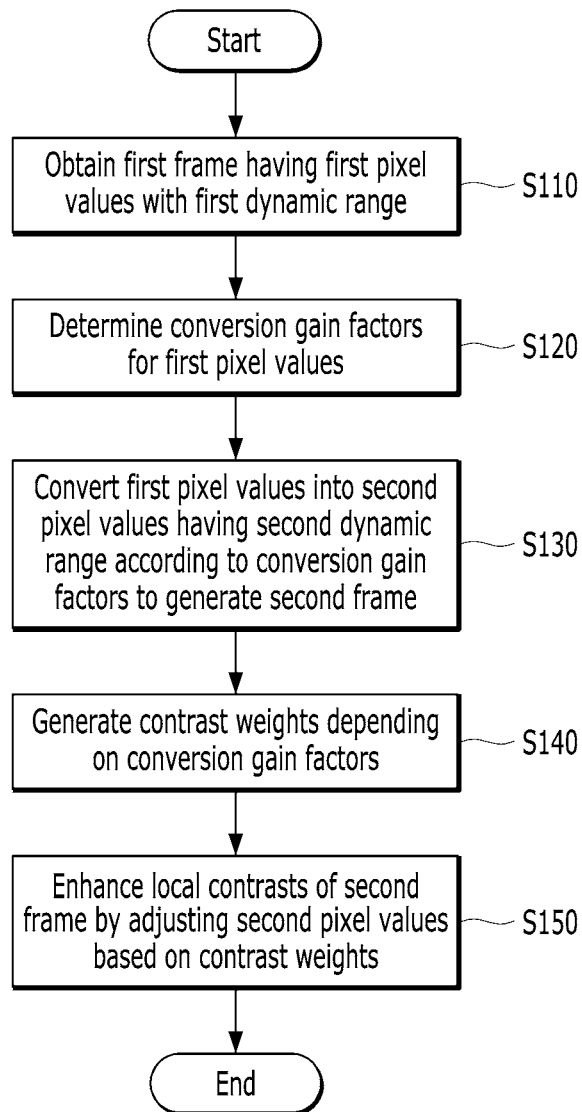 Start
Obtain first frame having first pixel
values with first dynamic range
S110
Determine conversion gain factors
for first pixel values
S120
Convert first pixel values into second
pixel values having second dynamic
range according to conversion gain
factors to generate second frame
S130
Generate contrast weights depending
on conversion gain factors
S140
Enhance local contrasts of second
frame by adjusting second pixel values
based on contrast weights
S150
End